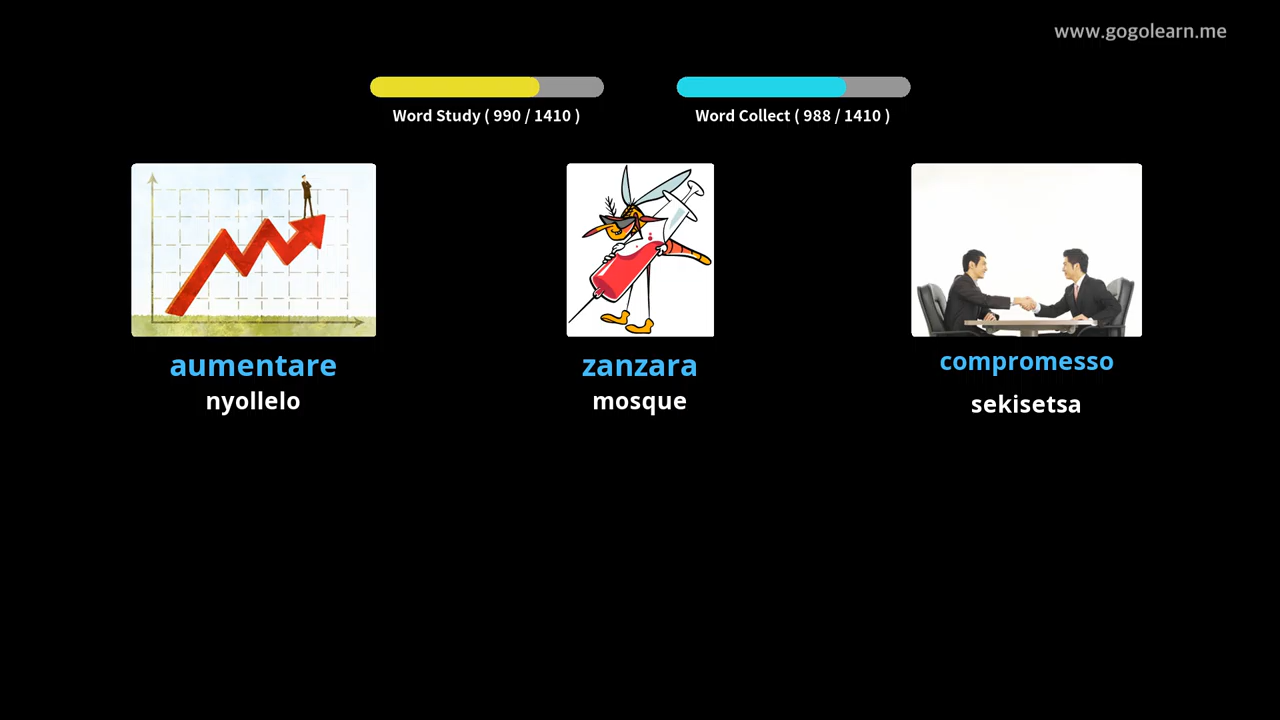 www.gogolearn.me
Word Study ( 990 / 1410 )
Word Collect ( 988 / 1410 )
aumentare
nyollelo
zanzara
mosque
compromesso
sekisetsa